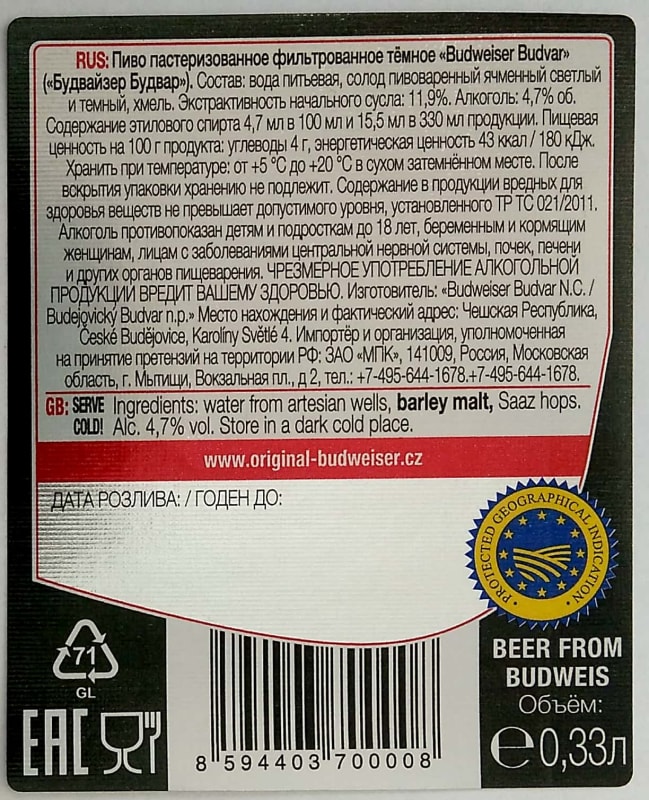 RUS: Пиво пастеризованное фильтрованное тёмное «Budweiser Budvar»
(«Будвайзер Будвар»). Состав: вода питьевая, солод пивоваренный ячменный светлый
и темный, хмель. Экстрактивность начального сусла: 11,9%. Алкоголь: 4,7% об.
Содержание этилового спирта 4,7 мл в 100 мл и 15,5 мл в 330 мл продукции. Пищевая
ценность на 100 г продукта: углеводы 4 г, энергетическая ценность 43 ккал / 180 кДж.
Хранить при температуре: от +5 °C до +20 °C в сухом затемнённом месте. После
вскрытия упаковки хранению не подлежит. Содержание в продукции вредных для
здоровья веществ не превышает допустимого уровня, установленного ТР ТС 021/2011.
Алкоголь противопоказан детям и подросткам до 18 лет, беременным и кормящим
женщинам, лицам с заболеваниями центральной нервной системы, почек, печени
и других органов пищеварения. ЧРЕЗМЕРНОЕ УПОТРЕБЛЕНИЕ АЛКОГОЛЬНОЙ
ПРОДУКЦИИ ВРЕДИТ ВАШЕМУ ЗДОРОВЬЮ. Изготовитель: «Budweiser Budvar N.C. /
Budejovický Budvar n.p.» Место нахождения и фактический адрес: Чешская Республика,
České Budějovice, Karolíny Světlé 4. Импортёр и организация, уполномоченная
на принятие претензий на территории РФ: ЗАО «МПК», 141009, Россия, Московская
область, г. Мытищи, Вокзальная пл., д 2, тел.: +7-495-644-1678.+7-495-644-1678.
GB: SERVE COLD! Ingredients: water from artesian wells, barley malt, Saaz hops.
Alc. 4,7% vol. Store in a dark cold place.
www.original-budweiser.cz
ДАТА РОЗЛИВА: / ГОДЕН ДО:
PROTECTED GEOGRAPHICAL INDICATION
BEER FROM
BUDWEIS
Объём:
e 0,33л
71
GL
EAC
8 594403 700008